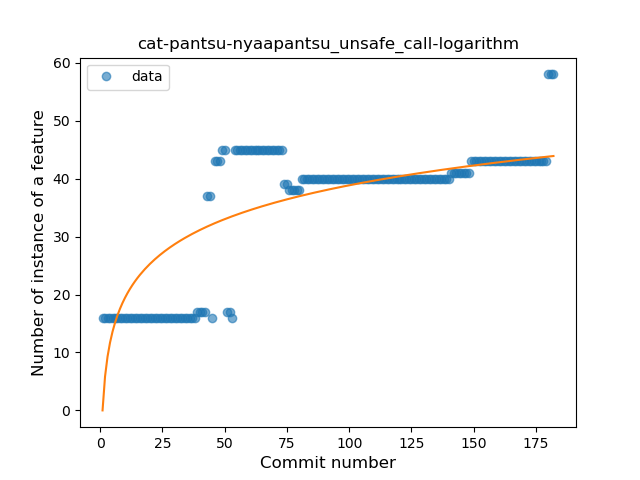 cat-pantsu-nyaapantsu_unsafe_call-logarithm
data
Number of instance of a feature
60
50
40
30
20
10
0
0 25 50 75 100 125 150 175
Commit number